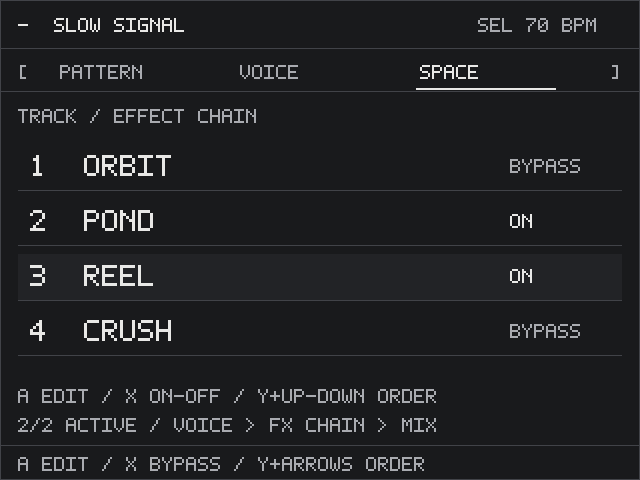 – SLOW SIGNAL SEL 70 BPM
[ PATTERN VOICE SPACE ]
TRACK / EFFECT CHAIN
1 ORBIT BYPASS
2 POND ON
3 REEL ON
4 CRUSH BYPASS
A EDIT / X ON-OFF / Y+UP-DOWN ORDER
2/2 ACTIVE / VOICE > FX CHAIN > MIX
A EDIT / X BYPASS / Y+ARROWS ORDER